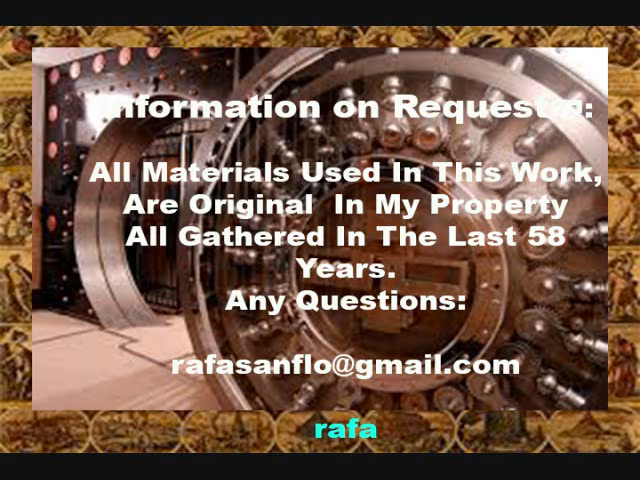 Information on Request
All Materials Used In This Work,
Are Original In My Property
All Gathered In The Last 58
Years.
Any Questions:
rafasanflo@gmail.com
rafa